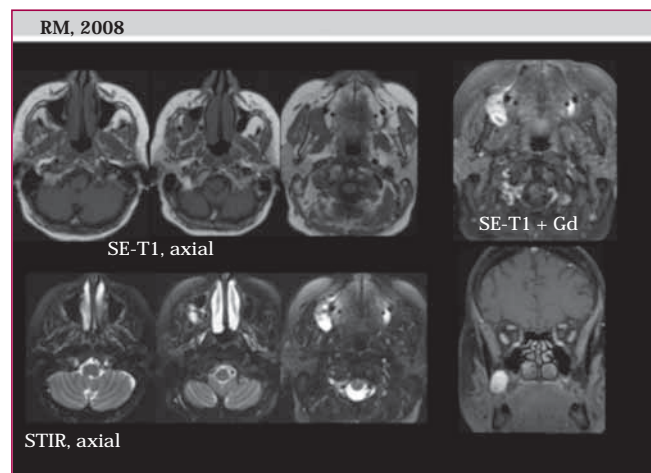 RM, 2008
SE-T1, axial
SE-T1 + Gd
STIR, axial